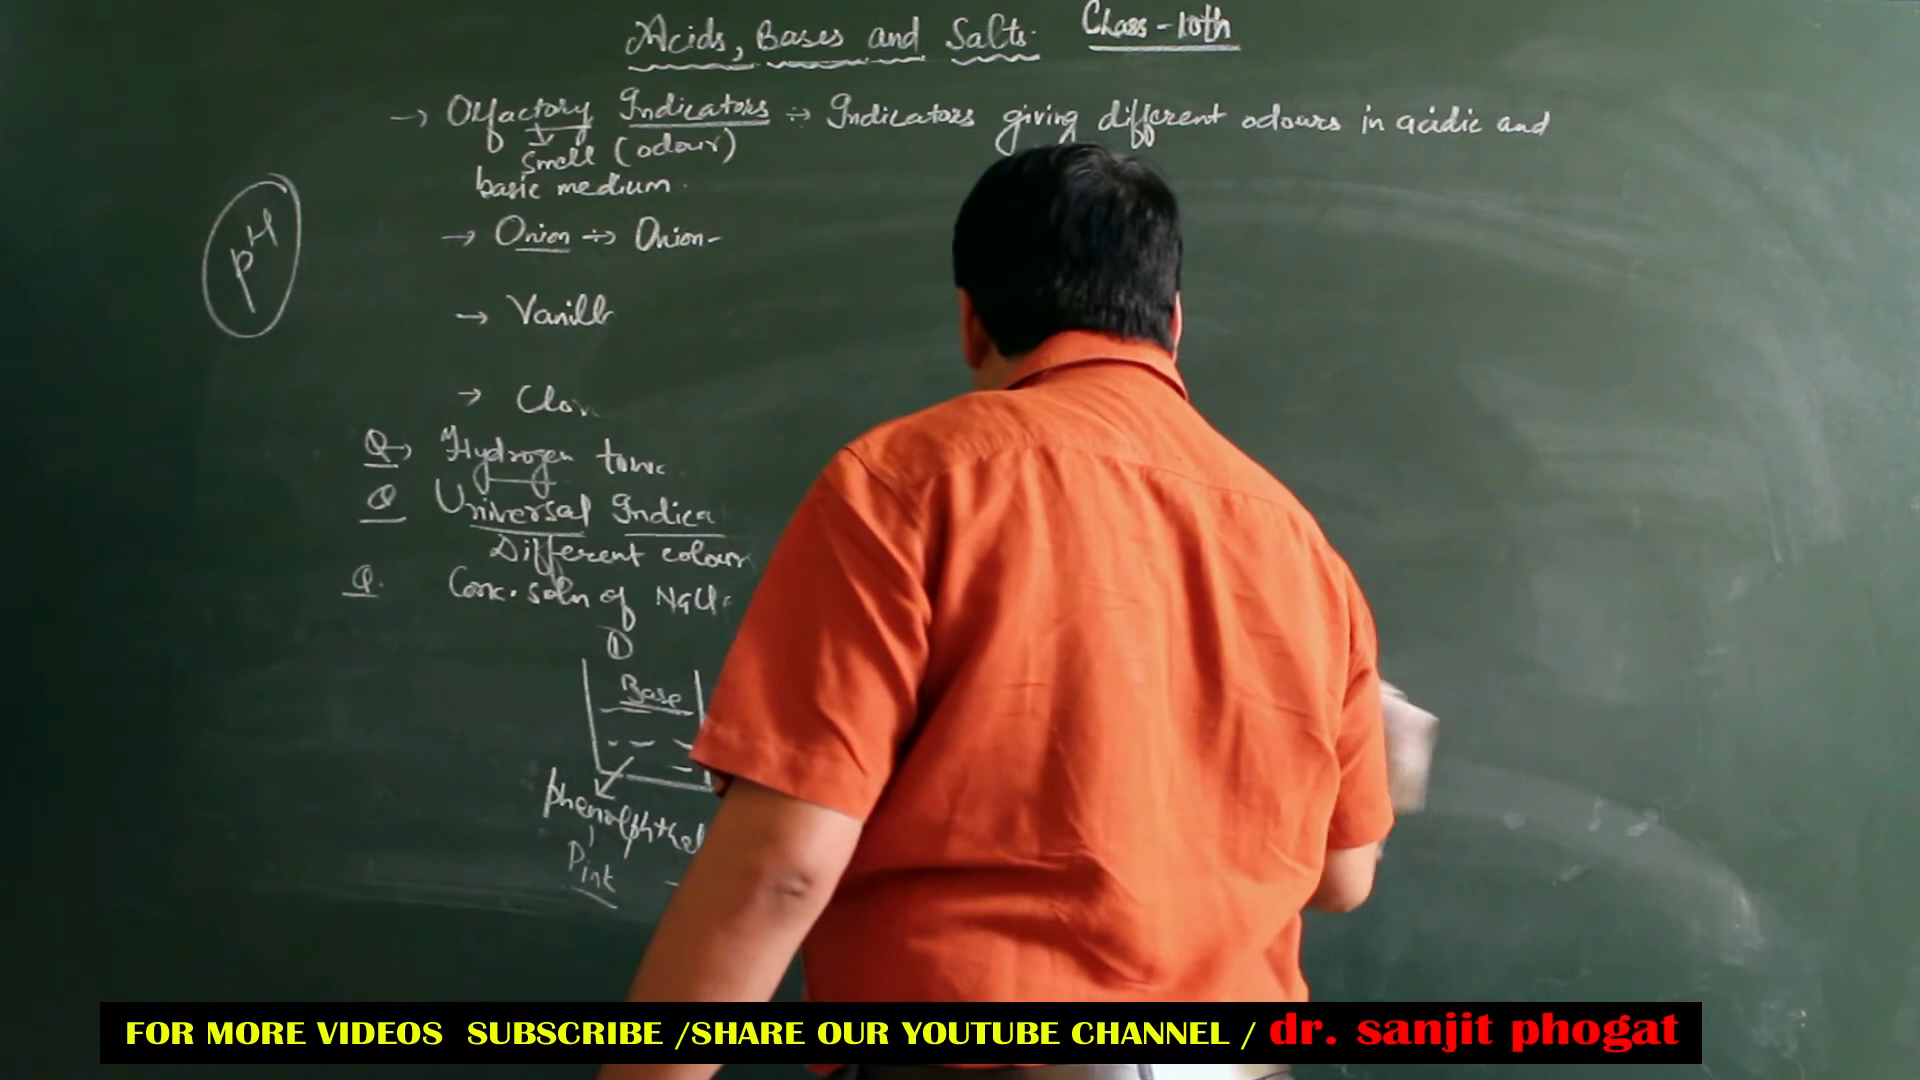 Acids, Bases and Salts. Class-10th
→ Olfactory Indicators ÷ Indicators giving different odours in acidic and
Smell (odour)
basic medium.
pH
→ Onion ÷ Onion-
→ Vanill
→ Clov
Q→ Hydrogen
Q Universal Indica
Different colour
Q. Conc. soln of NaCl
①
Base
phenolphthal
Pink
FOR MORE VIDEOS SUBSCRIBE /SHARE OUR YOUTUBE CHANNEL / dr. sanjit phogat